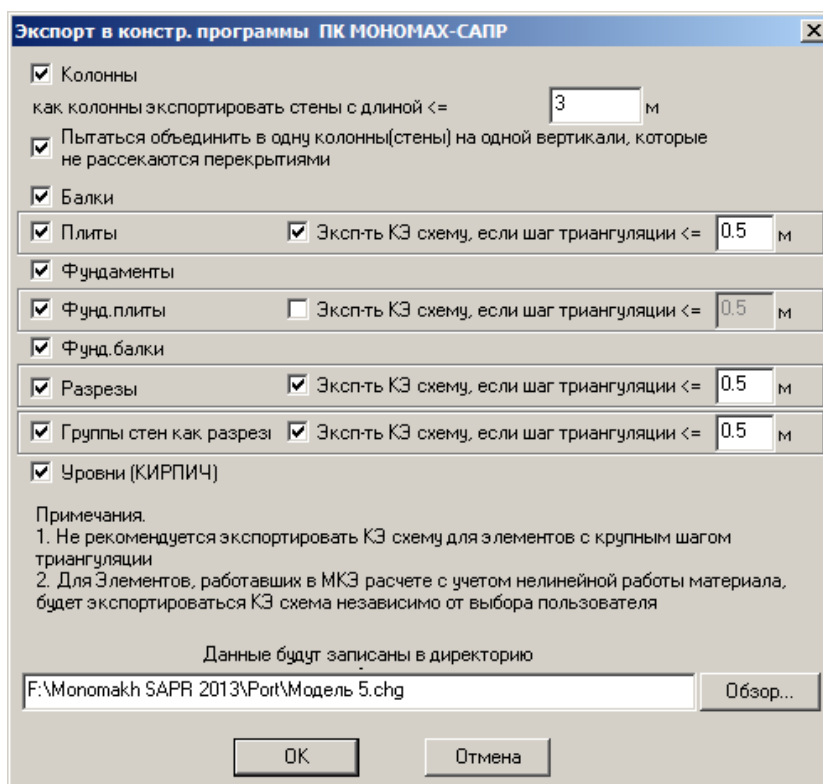 Экспорт в констр. программы ПК МОНОМАХ-САПР
Колонны
как колонны экспортировать стены с длиной <= 3 м
Пытаться объединить в одну колонны(стены) на одной вертикали, которые
не рассекаются перекрытиями
Балки
Плиты Эксп-ть КЭ схему, если шаг триангуляции <= 0.5 м
Фундаменты
Фунд.плиты Эксп-ть КЭ схему, если шаг триангуляции <= 0.5 м
Фунд.балки
Разрезы Эксп-ть КЭ схему, если шаг триангуляции <= 0.5 м
Группы стен как разрезы Эксп-ть КЭ схему, если шаг триангуляции <= 0.5 м
Уровни (КИРПИЧ)
Примечания.
1. Не рекомендуется экспортировать КЭ схему для элементов с крупным шагом
триангуляции
2. Для Элементов, работавших в МКЭ расчете с учетом нелинейной работы материала,
будет экспортироваться КЭ схема независимо от выбора пользователя
Данные будут записаны в директорию
F:\Monomakh SAPR 2013\Port\Модель 5.chg Обзор...
OK Отмена